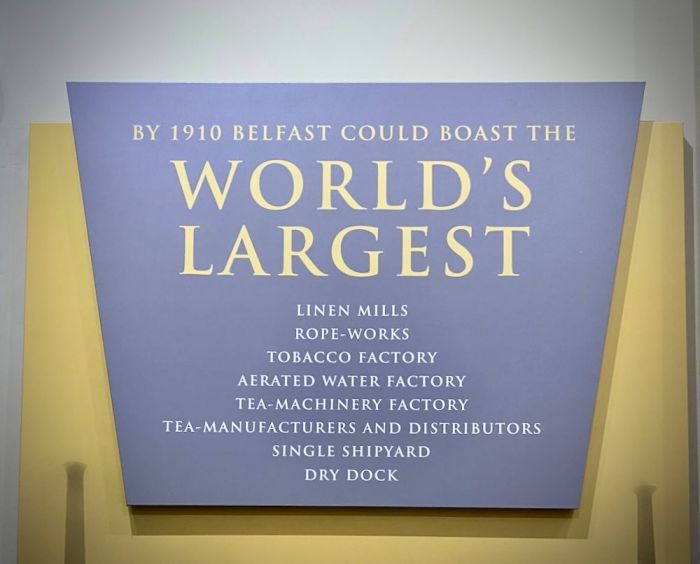 BY 1910 BELFAST COULD BOAST THE
WORLD'S
LARGEST
LINEN MILLS
ROPE-WORKS
TOBACCO FACTORY
AERATED WATER FACTORY
TEA-MACHINERY FACTORY
TEA-MANUFACTURERS AND DISTRIBUTORS
SINGLE SHIPYARD
DRY DOCK